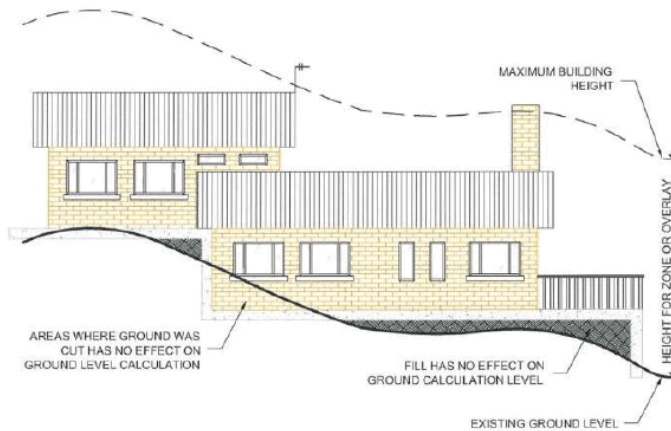 MAXIMUM BUILDING
HEIGHT
HEIGHT FOR ZONE OR OVERLAY
AREAS WHERE GROUND WAS
CUT HAS NO EFFECT ON
GROUND LEVEL CALCULATION
FILL HAS NO EFFECT ON
GROUND CALCULATION LEVEL
EXISTING GROUND LEVEL